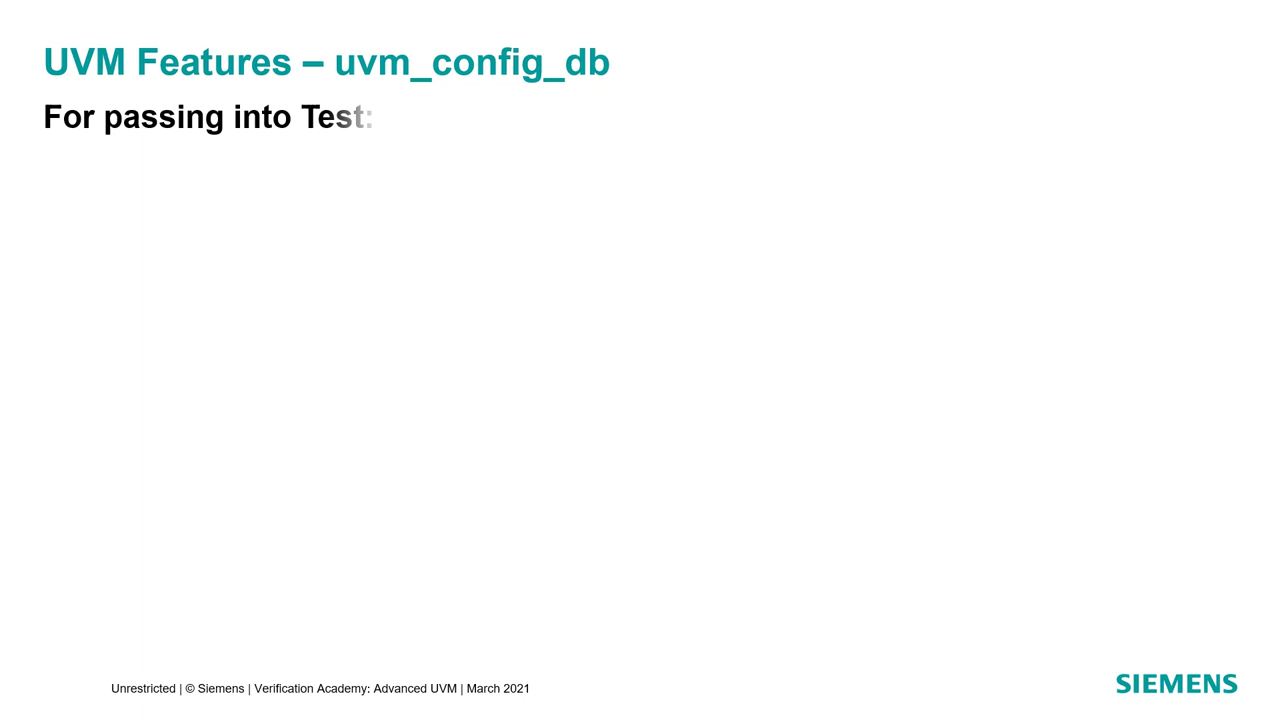 UVM Features – uvm_config_db
For passing into Test:
Unrestricted | © Siemens | Verification Academy: Advanced UVM | March 2021
SIEMENS